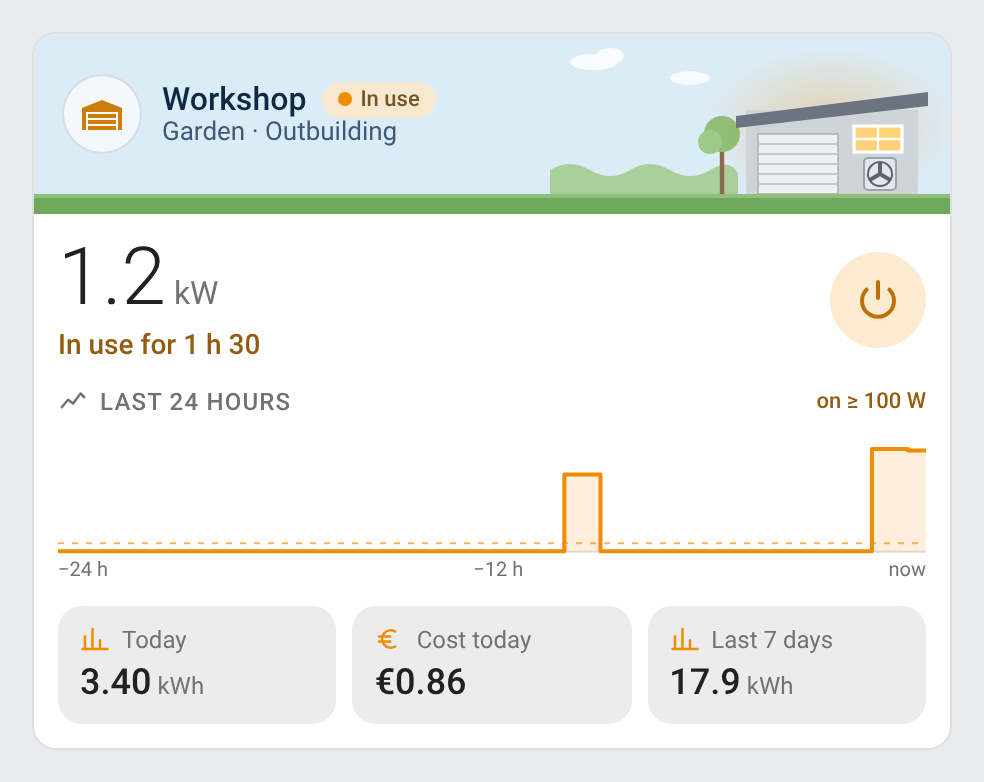 Workshop In use
Garden · Outbuilding
1.2 kW
In use for 1 h 30
LAST 24 HOURS on ≥ 100 W
−24 h −12 h now
Today Cost today Last 7 days
3.40 kWh €0.86 17.9 kWh